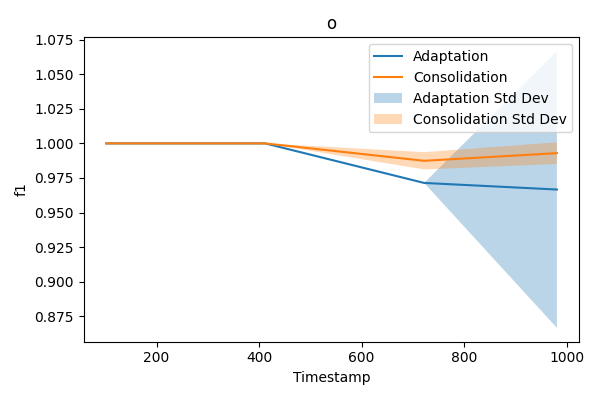 o
1.075
1.050
1.025
1.000
0.975
0.950
0.925
0.900
0.875
f1
Adaptation
Consolidation
Adaptation Std Dev
Consolidation Std Dev
200
400
600
800
1000
Timestamp